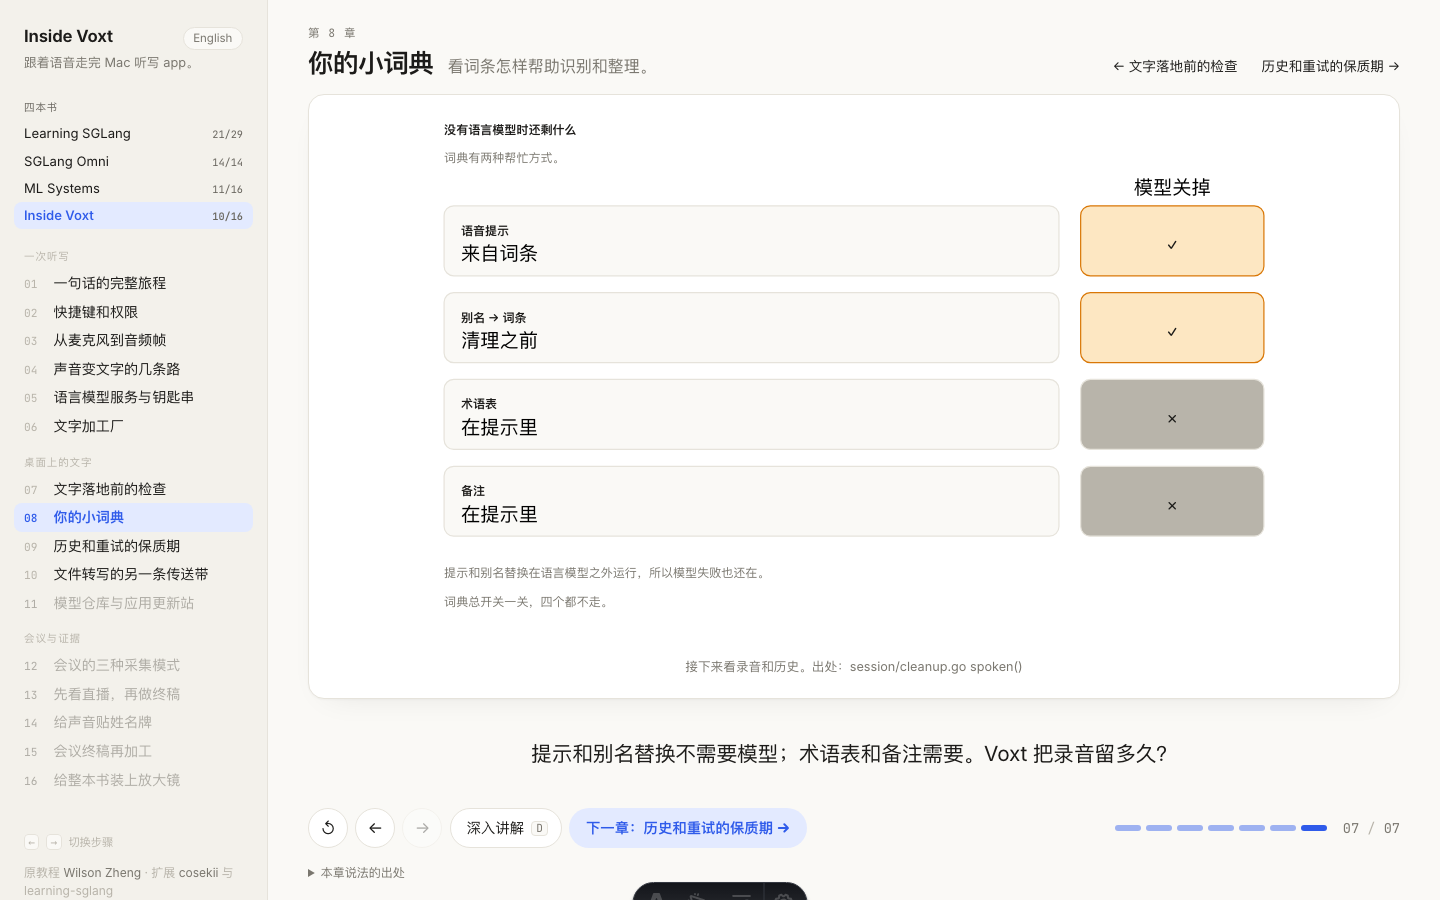 Inside Voxt
English
跟着语音走完 Mac 听写 app。
四本书
Learning SGLang 21/29
SGLang Omni 14/14
ML Systems 11/16
Inside Voxt 10/16
一次听写
01 一句话的完整旅程
02 快捷键和权限
03 从麦克风到音频帧
04 声音变文字的几条路
05 语言模型服务与钥匙串
06 文字加工厂
桌面上的文字
07 文字落地前的检查
08 你的小词典
09 历史和重试的保质期
10 文件转写的另一条传送带
11 模型仓库与应用更新站
会议与证据
12 会议的三种采集模式
13 先看直播，再做终稿
14 给声音贴姓名牌
15 会议终稿再加工
16 给整本书装上放大镜
← → 切换步骤
原教程 Wilson Zheng · 扩展 cosekii 与
learning-sglang
第 8 章
你的小词典 看词条怎样帮助识别和整理。
← 文字落地前的检查 历史和重试的保质期 →
没有语言模型时还剩什么
词典有两种帮忙方式。
模型关掉
语音提示
来自词条
✓
别名 → 词条
清理之前
✓
术语表
在提示里
×
备注
在提示里
×
提示和别名替换在语言模型之外运行，所以模型失败也还在。
词典总开关一关，四个都不走。
接下来看录音和历史。出处：session/cleanup.go spoken()
提示和别名替换不需要模型；术语表和备注需要。Voxt 把录音留多久？
深入讲解 D
下一章：历史和重试的保质期 →
07 / 07
▶ 本章说法的出处